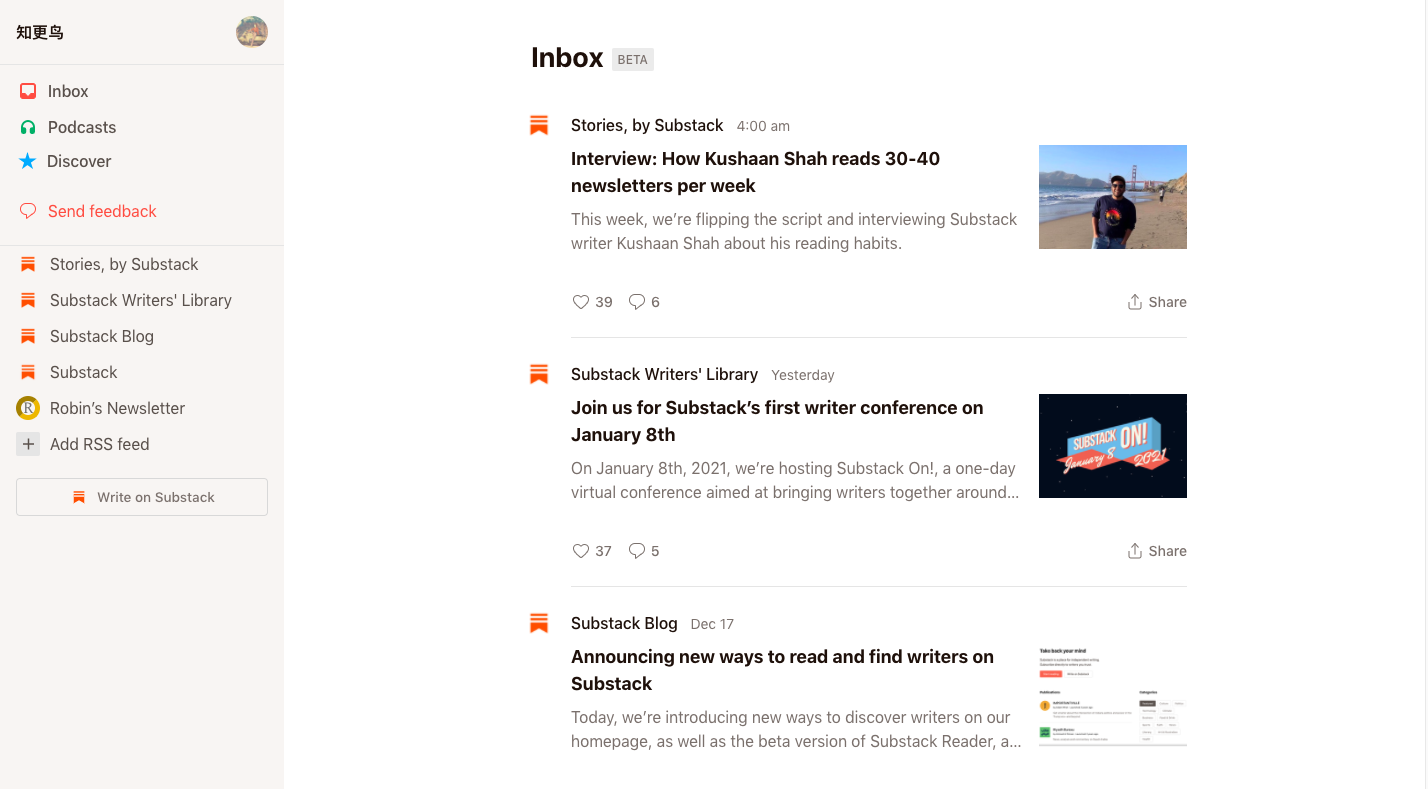 知更鸟
Inbox
Podcasts
Discover
Send feedback
Stories, by Substack
Substack Writers' Library
Substack Blog
Substack
R Robin’s Newsletter
Add RSS feed
Write on Substack
Inbox BETA
Stories, by Substack 4:00 am
Interview: How Kushaan Shah reads 30-40
newsletters per week
This week, we’re flipping the script and interviewing Substack
writer Kushaan Shah about his reading habits.
39 6 Share
Substack Writers' Library Yesterday
Join us for Substack’s first writer conference on
January 8th
On January 8th, 2021, we’re hosting Substack On!, a one-day
virtual conference aimed at bringing writers together around...
SUBSTACK ON!
January 8 2021
37 5 Share
Substack Blog Dec 17
Announcing new ways to read and find writers on
Substack
Today, we’re introducing new ways to discover writers on our
homepage, as well as the beta version of Substack Reader, a...
Take back your mind
Publications
Categories